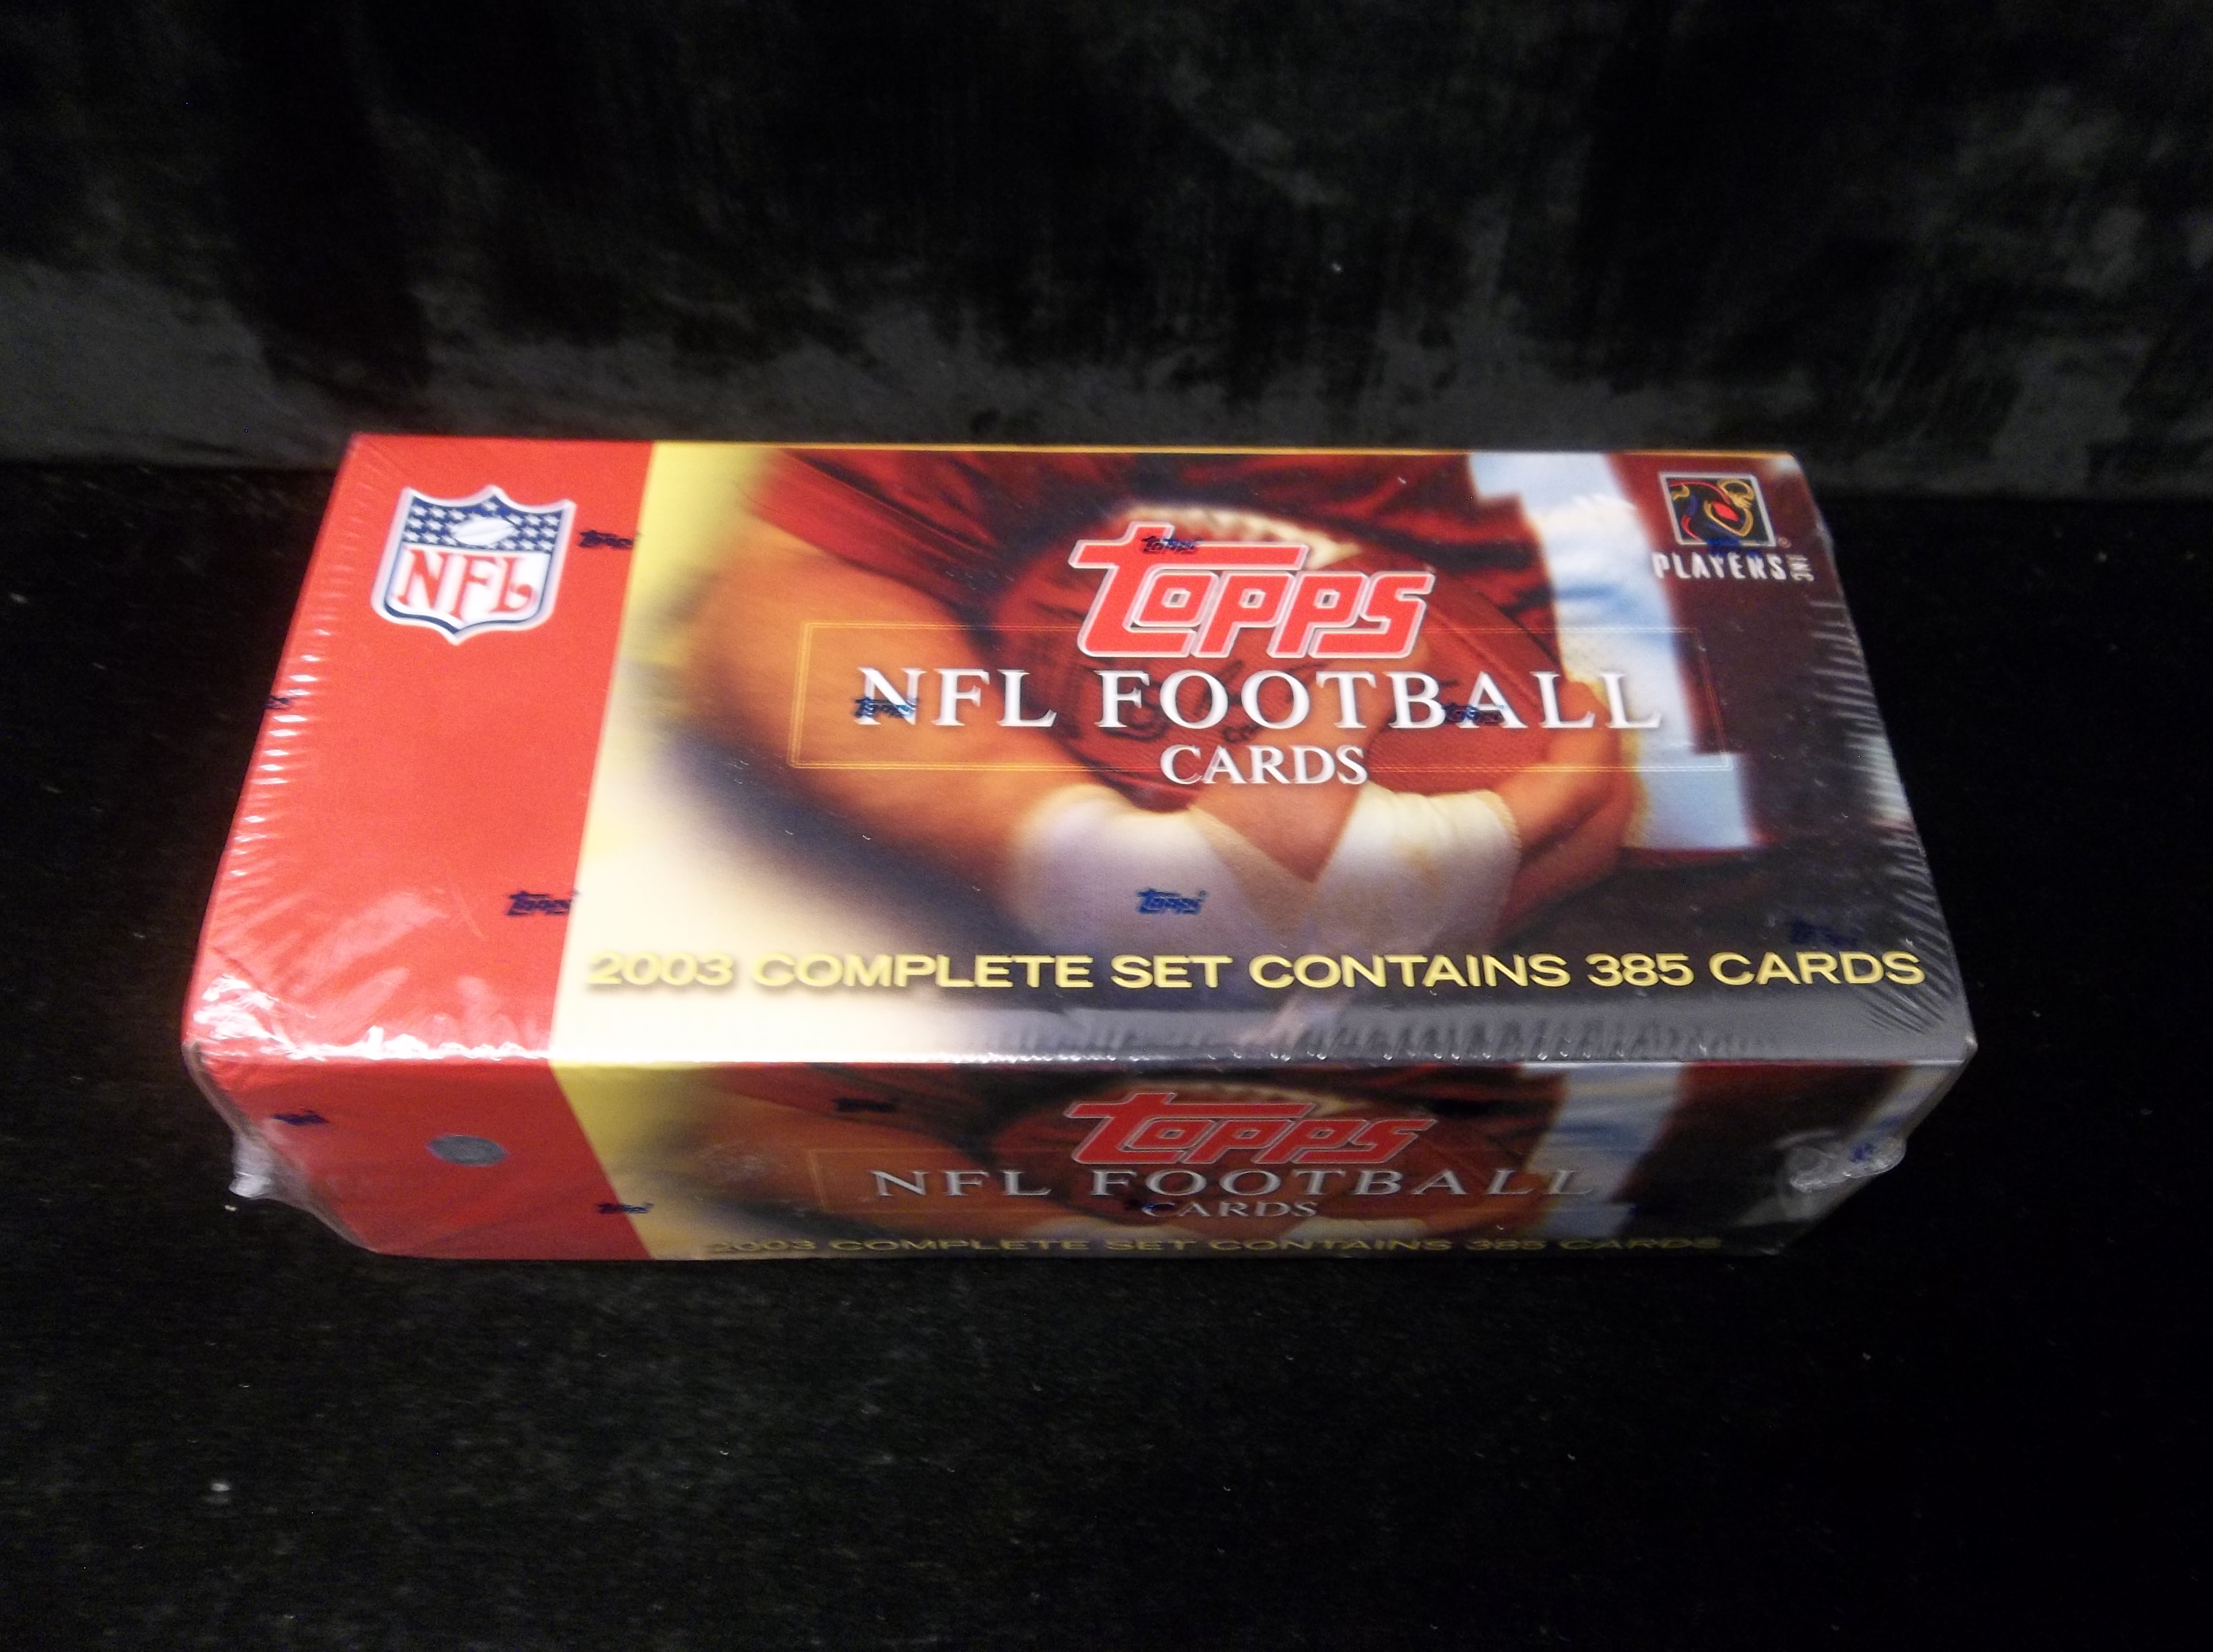 NFL
PLAYERS INC
Topps
NFL FOOTBALL
CARDS
2003 COMPLETE SET CONTAINS 385 CARDS
Topps
NFL FOOTBALL
CARDS
2003 COMPLETE SET CONTAINS 385 CARDS